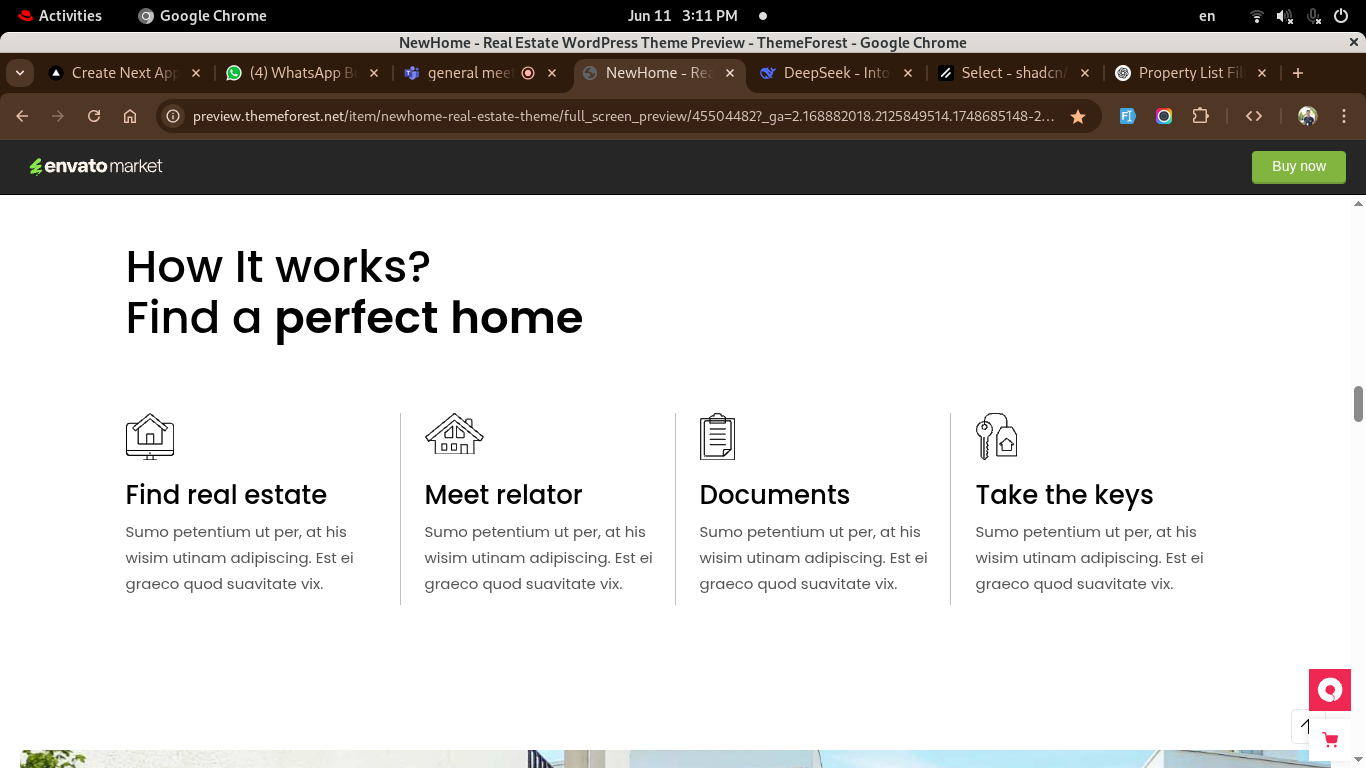 Activities Google Chrome Jun 11 3:11 PM en
NewHome - Real Estate WordPress Theme Preview - ThemeForest - Google Chrome
Create Next App (4) WhatsApp B general meet NewHome - Rea DeepSeek - Into Select - shadcn/ Property List Fil
preview.themeforest.net/item/newhome-real-estate-theme/full_screen_preview/45504482?_ga=2.168882018.2125849514.1748685148-2...
envato market Buy now
How It works?
Find a perfect home
Find real estate
Sumo petentium ut per, at his
wisim utinam adipiscing. Est ei
graeco quod suavitate vix.
Meet relator
Sumo petentium ut per, at his
wisim utinam adipiscing. Est ei
graeco quod suavitate vix.
Documents
Sumo petentium ut per, at his
wisim utinam adipiscing. Est ei
graeco quod suavitate vix.
Take the keys
Sumo petentium ut per, at his
wisim utinam adipiscing. Est ei
graeco quod suavitate vix.